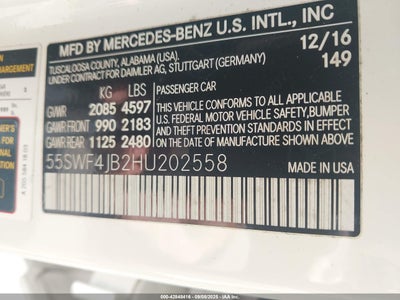 MFD BY MERCEDES-BENZ U.S. INTL., INC
TUSCALOOSA COUNTY, ALABAMA (USA).
UNDER CONTRACT FOR DAIMLER AG, STUTTGART (GERMANY)
12/16
149
KG LBS
GVWR 2085 4597
GAWR FRONT 990 2183
GAWR REAR 1125 2480
PASSENGER CAR
THIS VEHICLE CONFORMS TO ALL APPLICABLE
U.S. FEDERAL MOTOR VEHICLE SAFETY, BUMPER
AND THEFT PREVENTION STANDARDS IN EFFECT
ON THE DATE OF MANUFACTURE SHOWN ABOVE.
55SWF4JB2HU202558
MADE IN USA